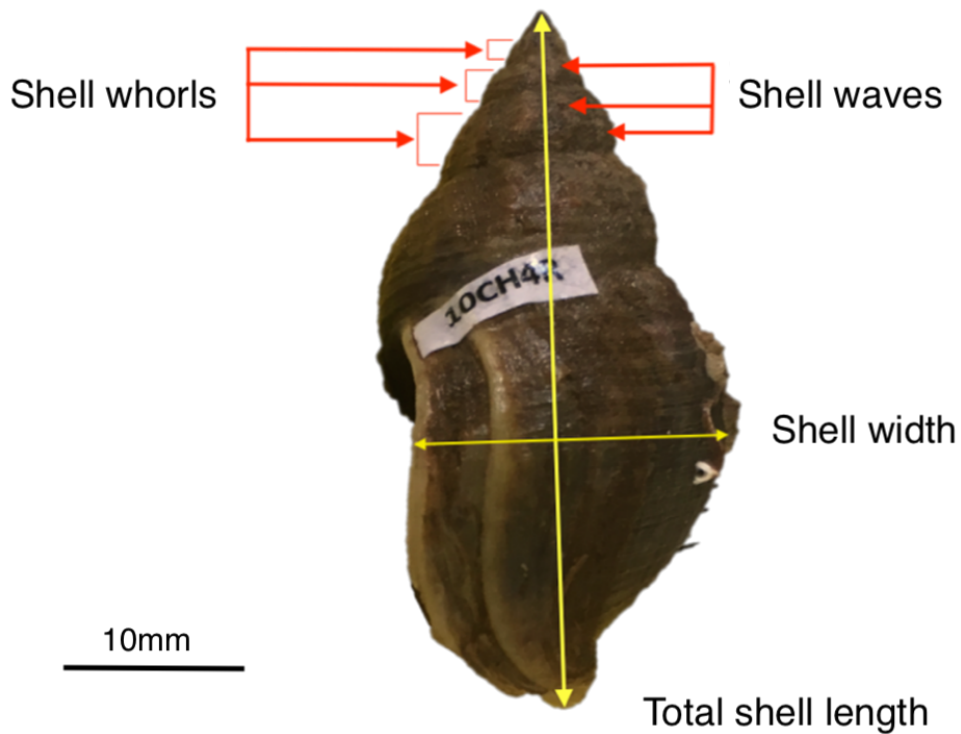 Shell whorls
Shell waves
10CH4R
Shell width
10mm
Total shell length